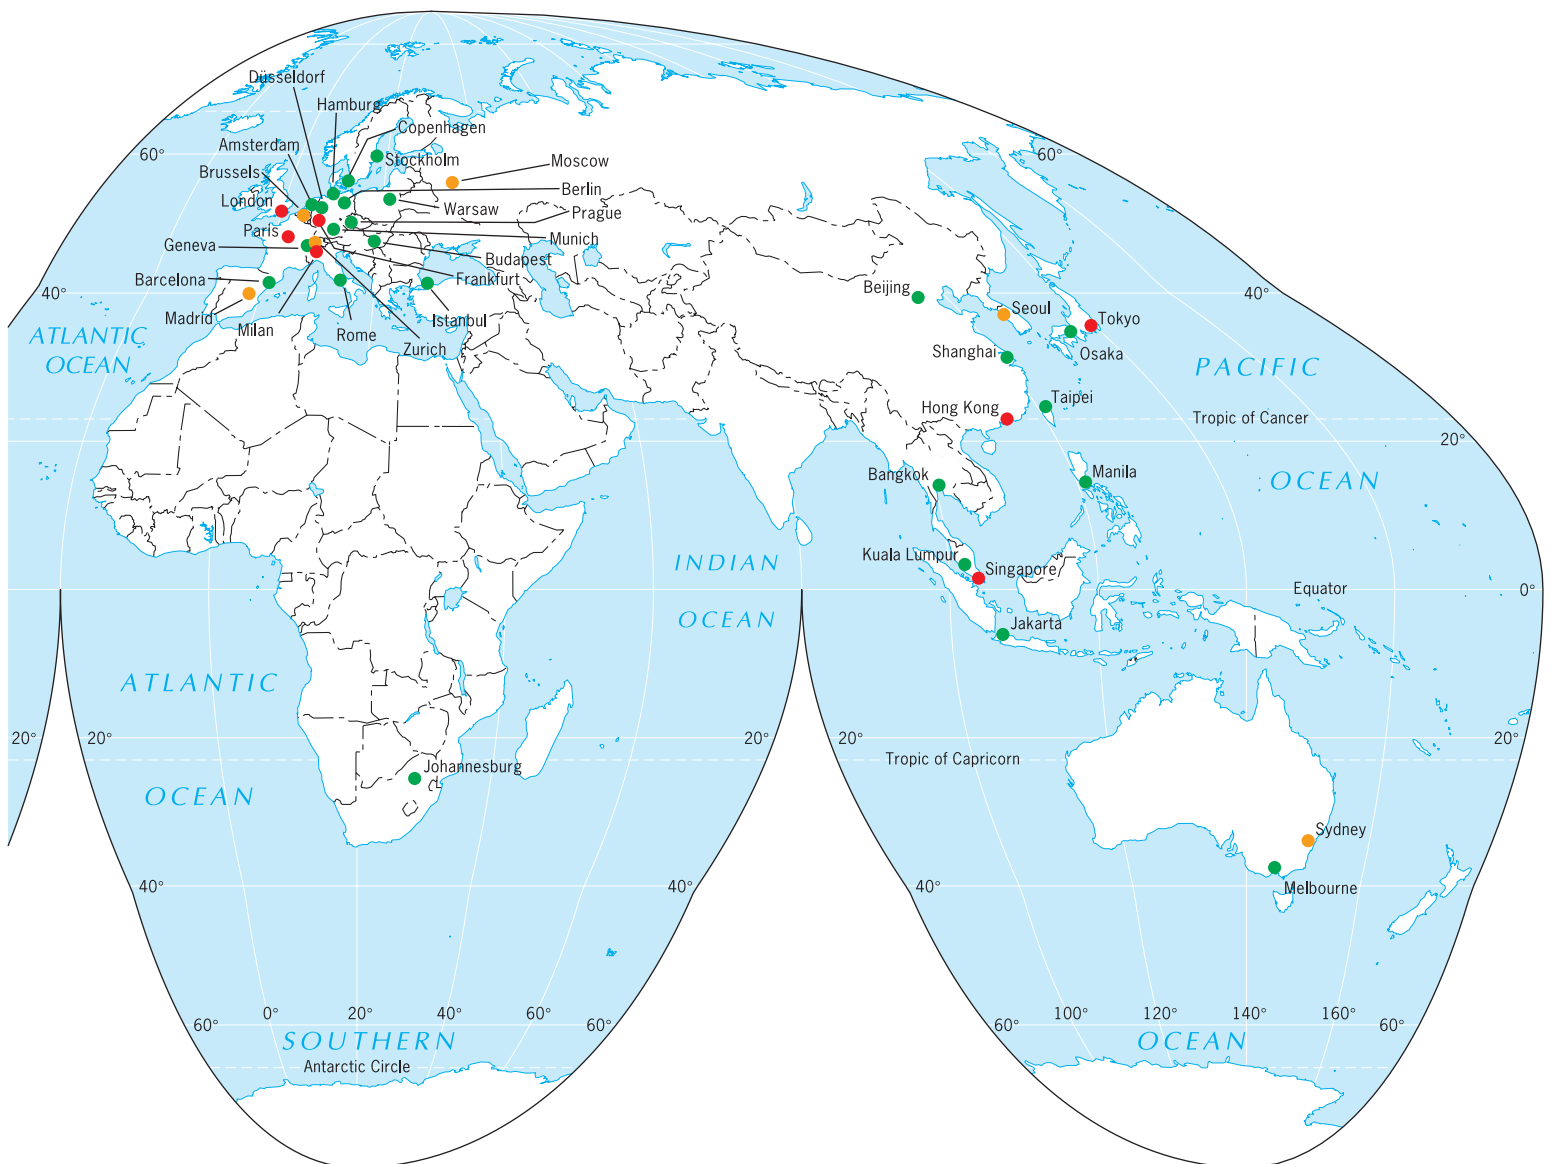 Düsseldorf
Hamburg
Copenhagen
Amsterdam
60°
60°
Stockholm
Moscow
Brussels
Berlin
London
Warsaw
Prague
Paris
Munich
Geneva
Budapest
Barcelona
Frankfurt
Beijing
40°
40°
Madrid
Milan
Istanbul
Seoul
Tokyo
Rome
Zurich
ATLANTIC
OCEAN
Shanghai
Osaka
PACIFIC
Taipei
Hong Kong
Tropic of Cancer
20°
Bangkok
Manila
OCEAN
Kuala Lumpur
Singapore
INDIAN
OCEAN
Equator
0°
Jakarta
ATLANTIC
OCEAN
20°
20°
20°
20°
20°
Johannesburg
Tropic of Capricorn
Sydney
Melbourne
40°
40°
40°
60°
0°
20°
40°
60°
60°
60°
100°
120°
140°
160°
60°
SOUTHERN
OCEAN
Antarctic Circle